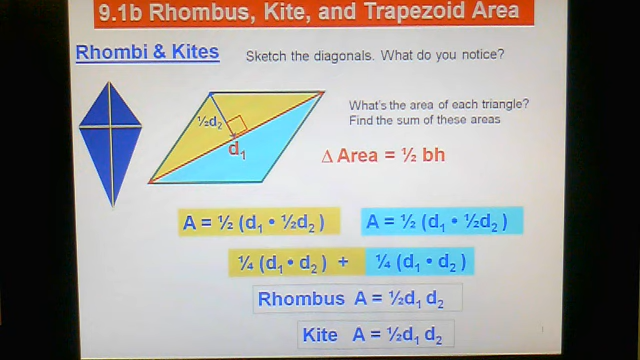 9.1b Rhombus, Kite, and Trapezoid Area
Rhombi & Kites
Sketch the diagonals. What do you notice?
½d₂
d₁
What's the area of each triangle?
Find the sum of these areas
Δ Area = ½ bh
A = ½ (d₁ • ½d₂ )
A = ½ (d₁ • ½d₂ )
¼ (d₁ • d₂ ) + ¼ (d₁ • d₂ )
Rhombus A = ½d₁ d₂
Kite A = ½d₁ d₂
1